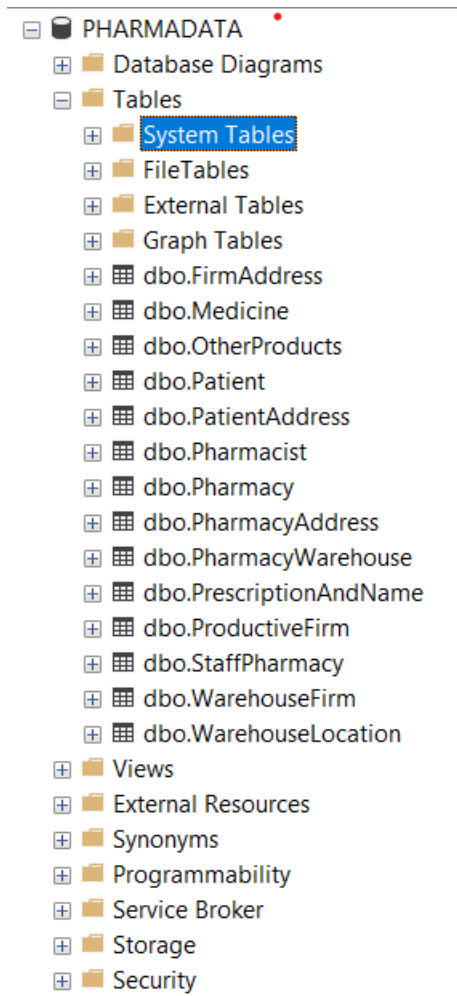 PHARMADATA
Database Diagrams
Tables
System Tables
FileTables
External Tables
Graph Tables
dbo.FirmAddress
dbo.Medicine
dbo.OtherProducts
dbo.Patient
dbo.PatientAddress
dbo.Pharmacist
dbo.Pharmacy
dbo.PharmacyAddress
dbo.PharmacyWarehouse
dbo.PrescriptionAndName
dbo.ProductiveFirm
dbo.StaffPharmacy
dbo.WarehouseFirm
dbo.WarehouseLocation
Views
External Resources
Synonyms
Programmability
Service Broker
Storage
Security